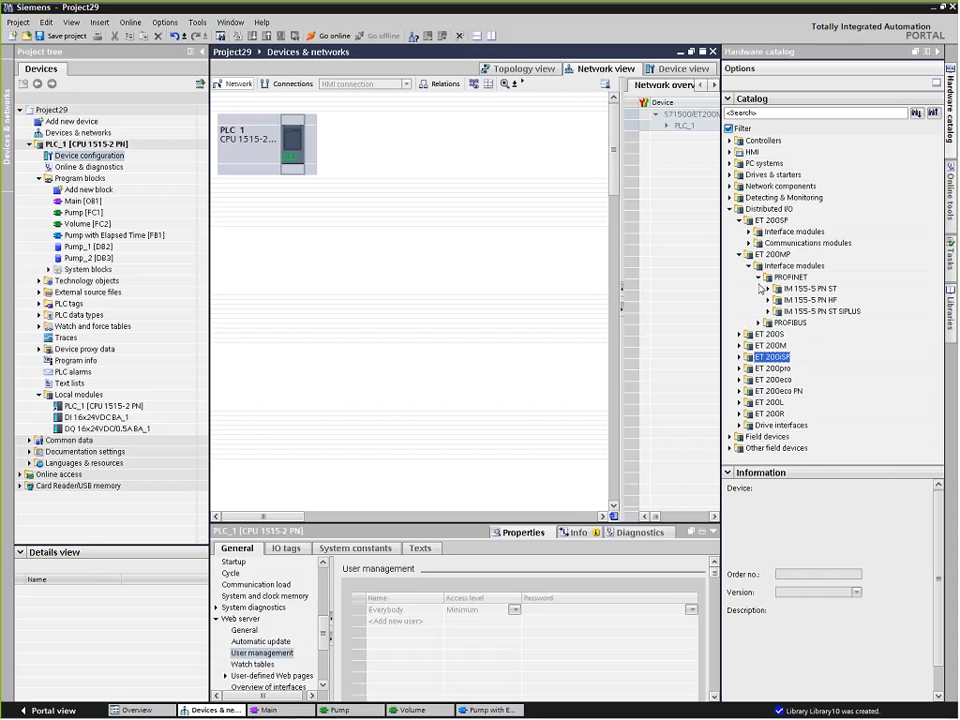 Siemens - Project29
Project Edit View Insert Online Options Tools Window Help
Totally Integrated Automation
PORTAL
Save project
Go online
Go offline
Project tree
Project29 Devices & networks
Hardware catalog
Devices
Topology view
Network view
Device view
Options
Network
Connections
HMI connection
Relations
Network overv
Catalog
Project29
Add new device
Devices & networks
PLC_1 [CPU 1515-2 PN]
Device configuration
Online & diagnostics
Program blocks
Add new block
Main [OB1]
Pump [FC1]
Volume [FC2]
Pump with Elapsed Time [FB1]
Pump_1 [DB2]
Pump_2 [DB3]
System blocks
Technology objects
External source files
PLC tags
PLC data types
Watch and force tables
Traces
Device proxy data
Program info
PLC alarms
Text lists
Local modules
PLC_1 [CPU 1515-2 PN]
DI 16x24VDC BA_1
DQ 16x24VDC/0.5A BA_1
Common data
Documentation settings
Languages & resources
Online access
Card Reader/USB memory
Details view
Name
PLC_1
CPU 1515-2...
Device
S71500/ET200M
PLC_1
<Search>
Filter
Controllers
HMI
PC systems
Drives & starters
Network components
Detecting & Monitoring
Distributed I/O
ET 200SP
Interface modules
Communications modules
ET 200MP
Interface modules
PROFINET
IM 155-5 PN ST
IM 155-5 PN HF
IM 155-5 PN ST SIPLUS
PROFIBUS
ET 200S
ET 200M
ET 200iSP
ET 200pro
ET 200eco
ET 200eco PN
ET 200L
ET 200R
Drive interfaces
Field devices
Other field devices
Information
Device:
Order no.:
Version:
Description:
Hardware catalog
Online tools
Tasks
Libraries
Devices & networks
PLC_1 [CPU 1515-2 PN]
Properties
Info
Diagnostics
General
IO tags
System constants
Texts
Startup
Cycle
Communication load
System and clock memory
System diagnostics
Web server
General
Automatic update
User management
Watch tables
User-defined Web pages
Overview of interfaces
User management
Name Access level Password
Everybody Minimum
<Add new user>
Portal view
Overview
Devices & ne...
Main
Pump
Volume
Pump with E...
Library Library10 was created.